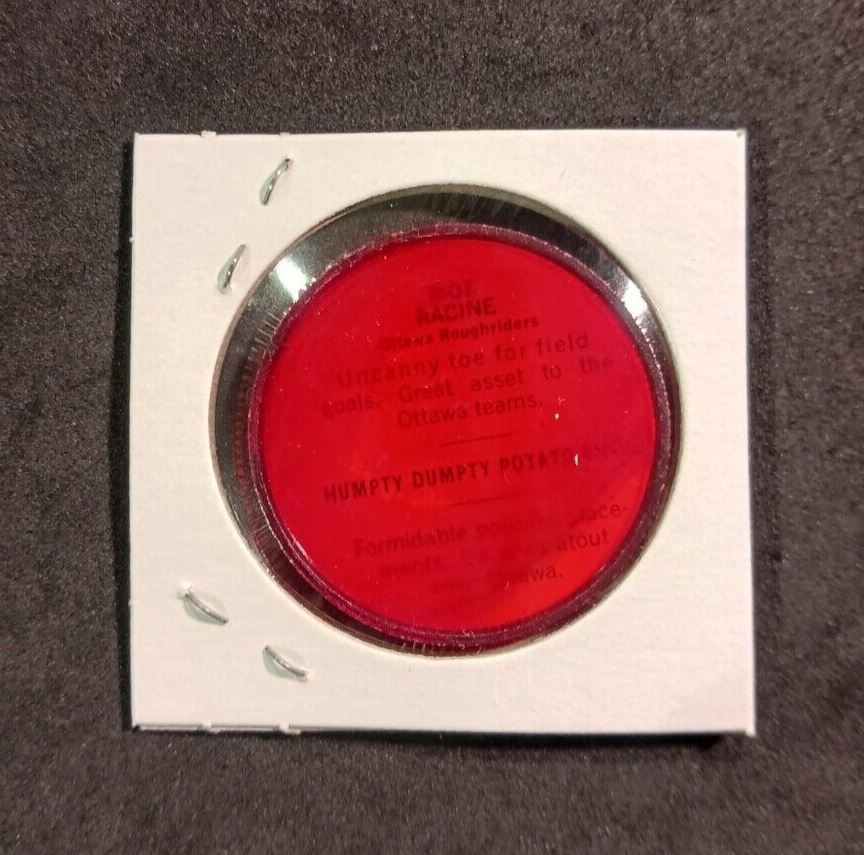 MOE
RACINE
Ottawa Roughriders
Uncanny toe for field
goals. Great asset to the
Ottawa teams.
HUMPTY DUMPTY POTATO
Formidable
atout